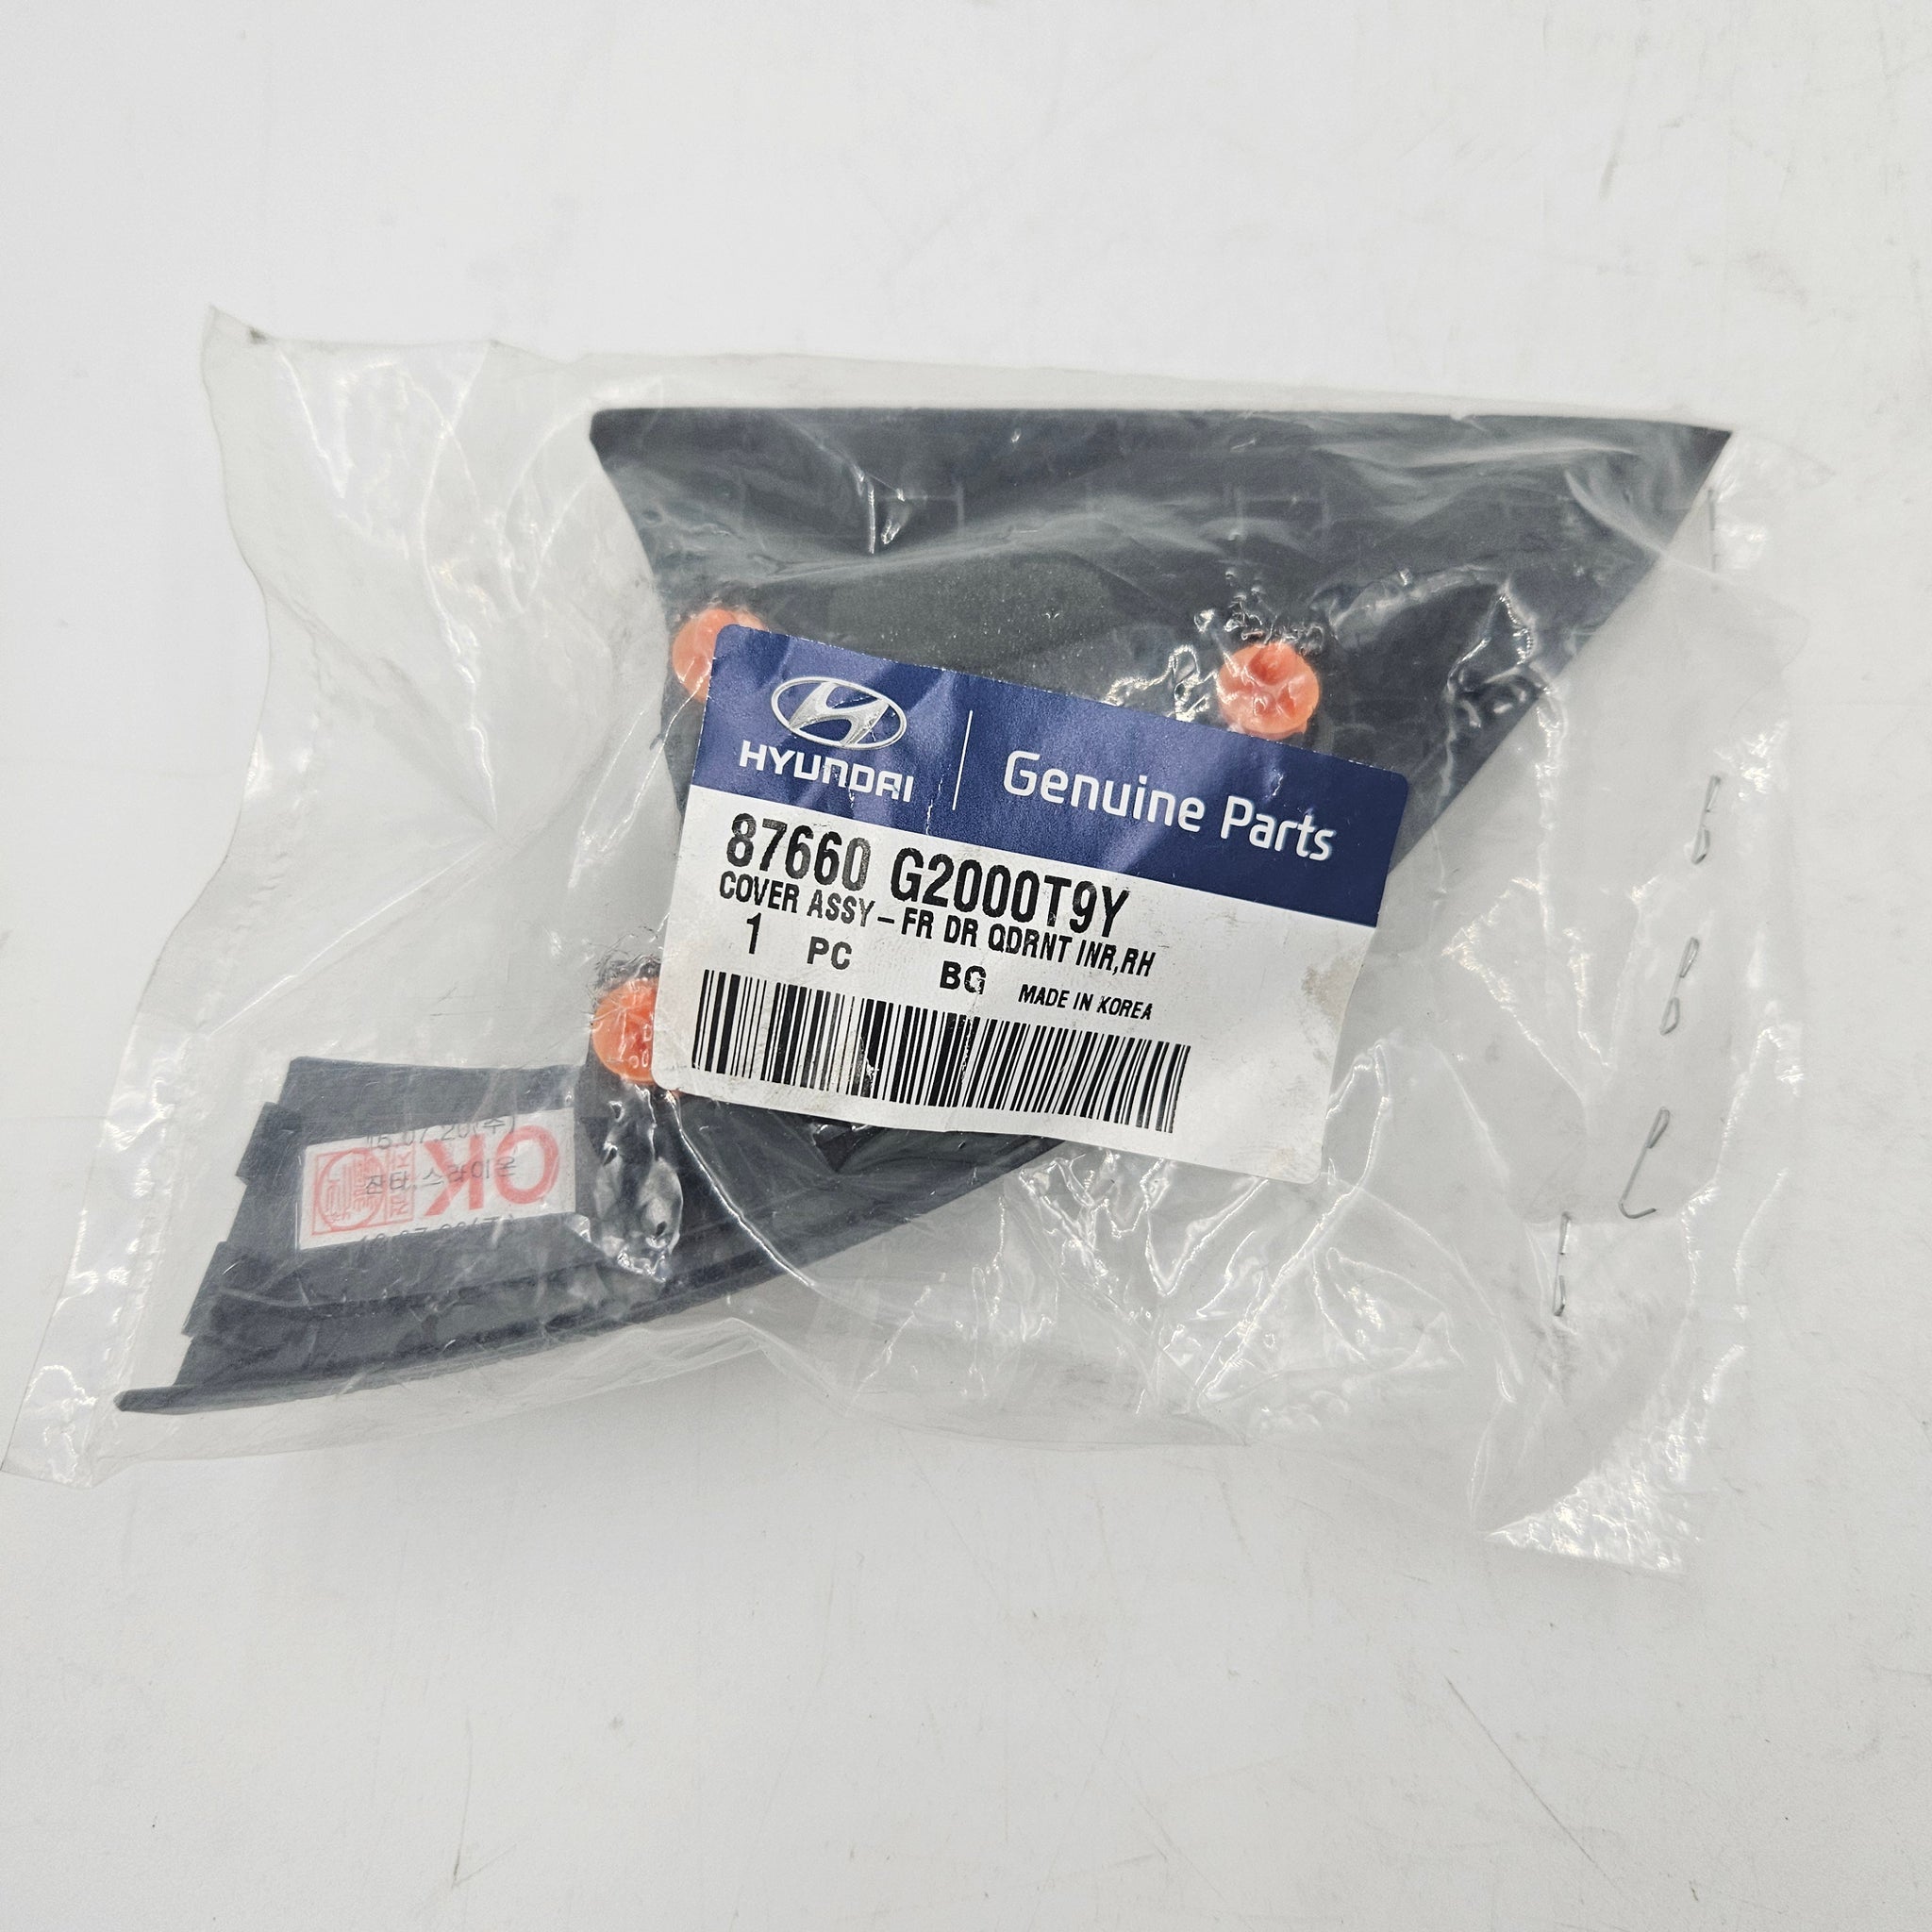 HYUNDAI
Genuine Parts
87660 G2000T9Y
COVER ASSY-FR DR QDRNT INR,RH
1 PC BG MADE IN KOREA
OK